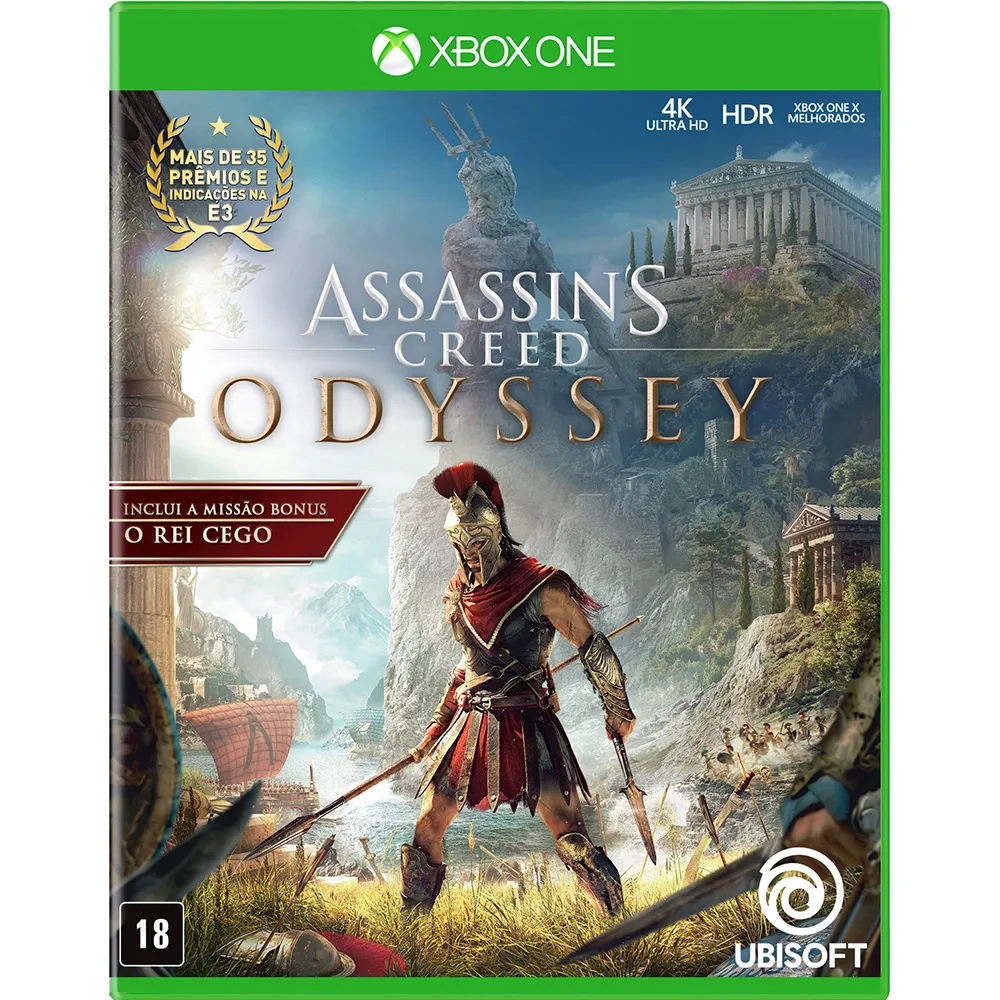 XBOX ONE
4K
ULTRA HD
HDR
XBOX ONE X
MELHORADOS
MAIS DE 35
PRÊMIOS E
INDICAÇÕES NA
E3
ASSASSIN'S
CREED
ODYSSEY
INCLUI A MISSÃO BONUS
O REI CEGO
18
UBISOFT